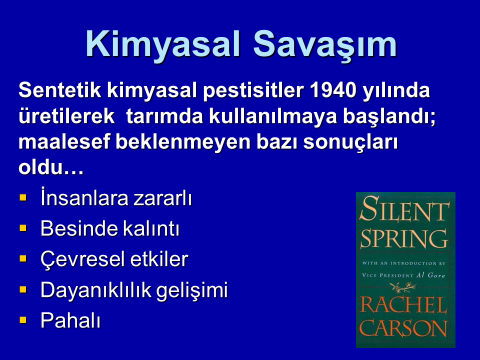 Kimyasal Savaşım
Sentetik kimyasal pestisitler 1940 yılında
üretilerek tarımda kullanılmaya başlandı;
maalesef beklenmeyen bazı sonuçları
oldu…
İnsanlara zararlı
Besinde kalıntı
Çevresel etkiler
Dayanıklılık gelişimi
Pahalı
SILENT
SPRING
WITH AN INTRODUCTION BY
VICE PRESIDENT Al Gore
RACHEL
CARSON